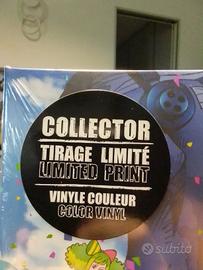 COLLECTOR
TIRAGE LIMITÉ
LIMITED PRINT
VINYLE COULEUR
COLOR VINYL
subito